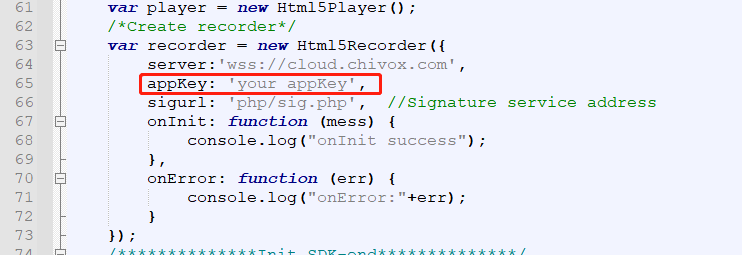 61 var player = new Html5Player();
62 /*Create recorder*/
63 var recorder = new Html5Recorder({
64 server:'wss://cloud.chivox.com',
65 appKey: 'your appKey',
66 sigurl: 'php/sig.php', //Signature service address
67 onInit: function (mess) {
68 console.log("onInit success");
69 },
70 onError: function (err) {
71 console.log("onError:"+err);
72 }
73 });
74 /**************Init SDK-end**************/